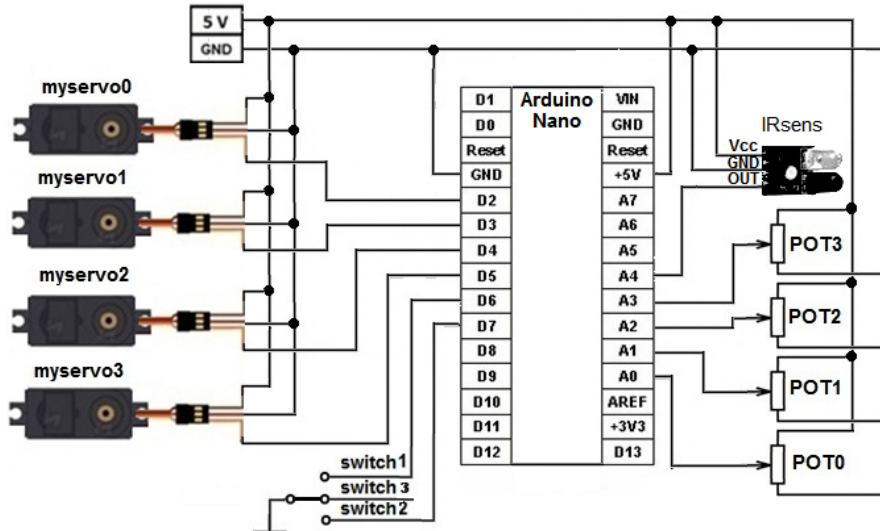 5 V
GND
myservo0
myservo1
myservo2
myservo3
Arduino
Nano
D1
D0
Reset
GND
D2
D3
D4
D5
D6
D7
D8
D9
D10
D11
D12
VIN
GND
Reset
+5V
A7
A6
A5
A4
A3
A2
A1
A0
AREF
+3V3
D13
IRsens
Vcc
GND
OUT
POT3
POT2
POT1
POT0
switch1
switch3
switch2